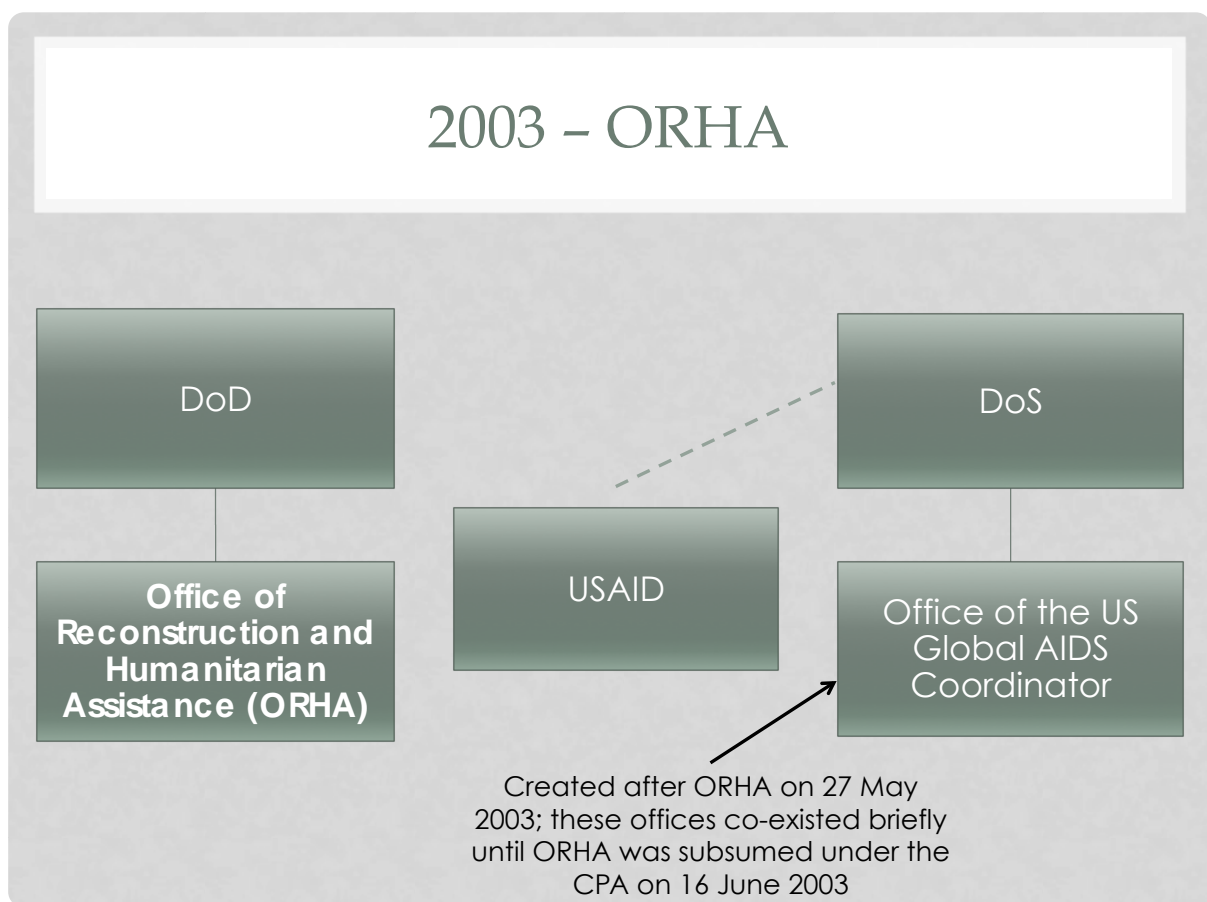 2003 – ORHA
DoD
DoS
Office of
Reconstruction and
Humanitarian
Assistance (ORHA)
USAID
Office of the US
Global AIDS
Coordinator
Created after ORHA on 27 May
2003; these offices co-existed briefly
until ORHA was subsumed under the
CPA on 16 June 2003